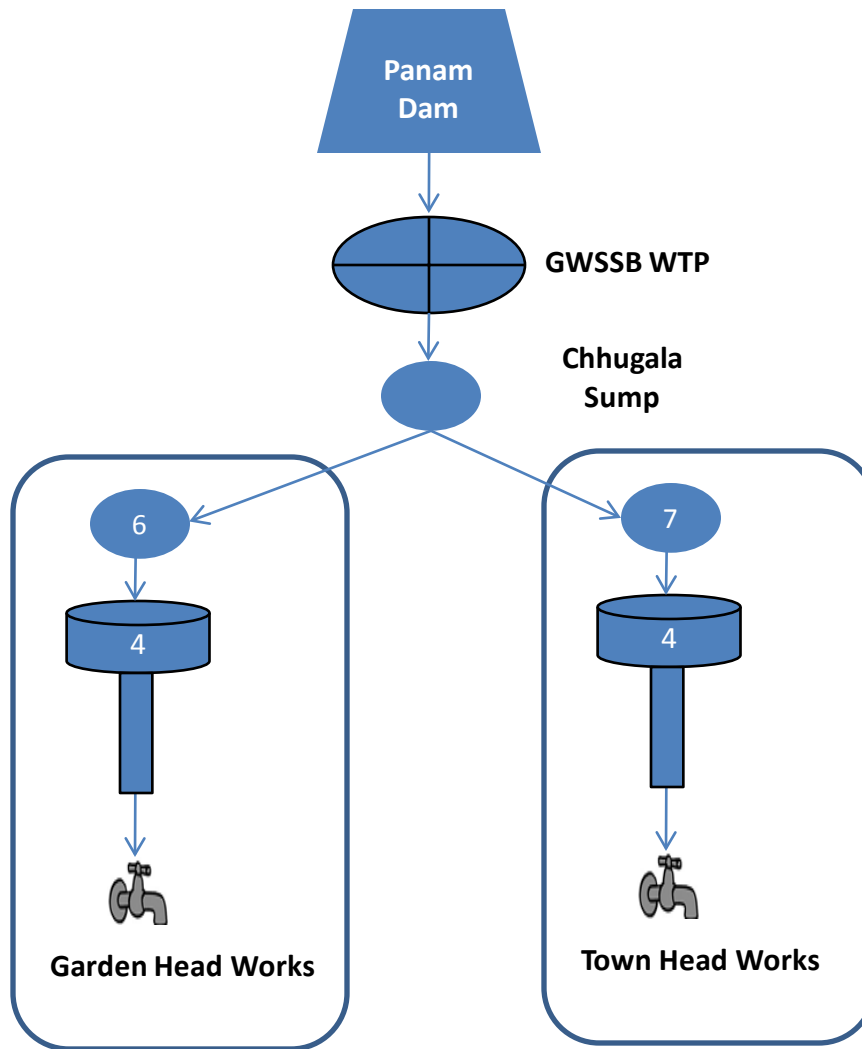 Panam
Dam
GWSSB WTP
Chhugala
Sump
6
7
4
4
Garden Head Works
Town Head Works